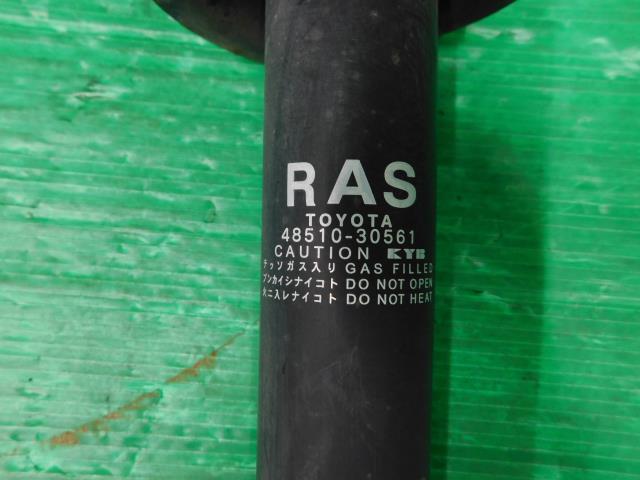 RAS
TOYOTA
48510-30561
CAUTION KYB
チッソガス入り GAS FILLED
ブンカイシナイコト DO NOT OPEN
火ニ入レナイコト DO NOT HEAT